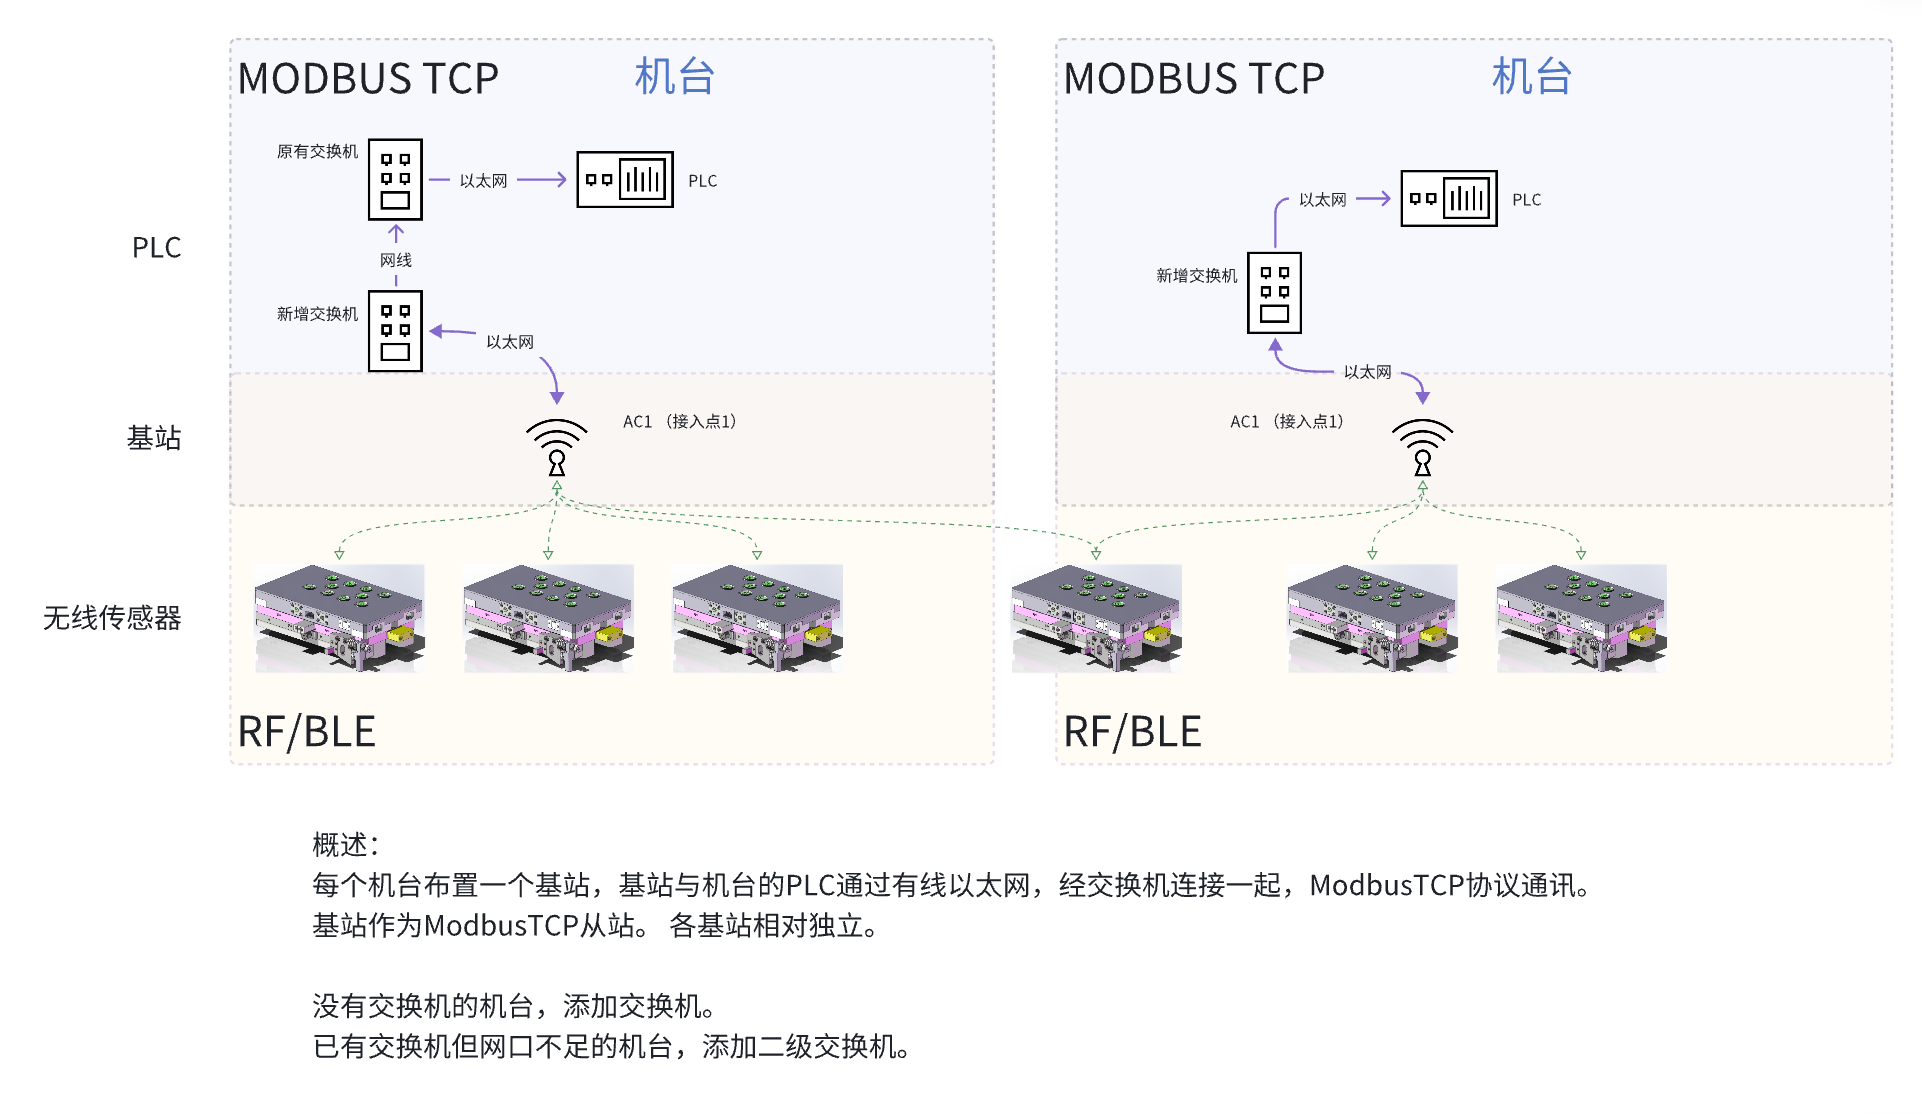 MODBUS TCP
机台
MODBUS TCP
机台
原有交换机
以太网
PLC
以太网
PLC
PLC
网线
新增交换机
新增交换机
以太网
以太网
基站
AC1 （接入点1）
AC1 （接入点1）
无线传感器
RF/BLE
RF/BLE
概述：
每个机台布置一个基站，基站与机台的PLC通过有线以太网，经交换机连接一起，ModbusTCP协议通讯。
基站作为ModbusTCP从站。 各基站相对独立。
没有交换机的机台，添加交换机。
已有交换机但网口不足的机台，添加二级交换机。